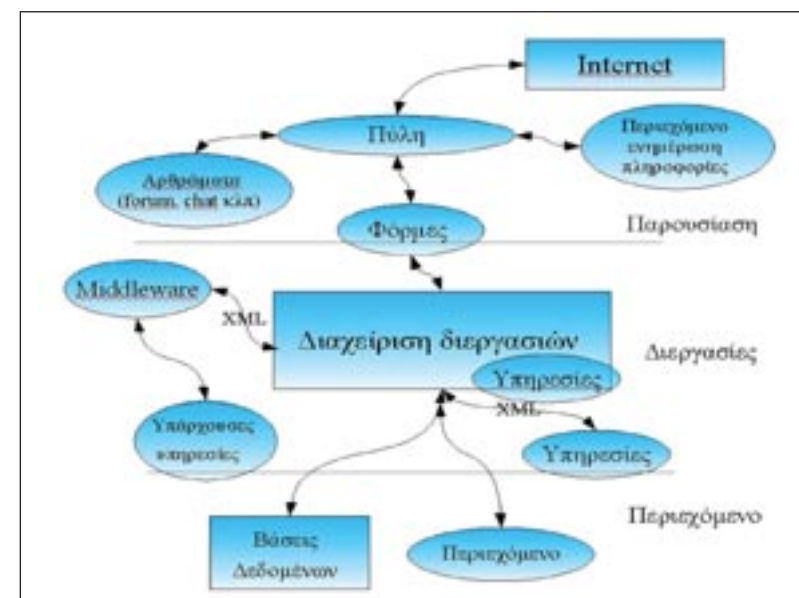 Internet
Πύλη
Περιεχόμενο
ενημέρωση
πληροφορίες
Αρθρώματα
(forum, chat κλπ)
Φόρμες
Παρουσίαση
Middleware
XML
Διαχείριση διεργασιών
Διεργασίες
Υπηρεσίες
XML
Υπάρχουσες
υπηρεσίες
Υπηρεσίες
Περιεχόμενο
Βάσεις
Δεδομένων
Περιεχόμενο